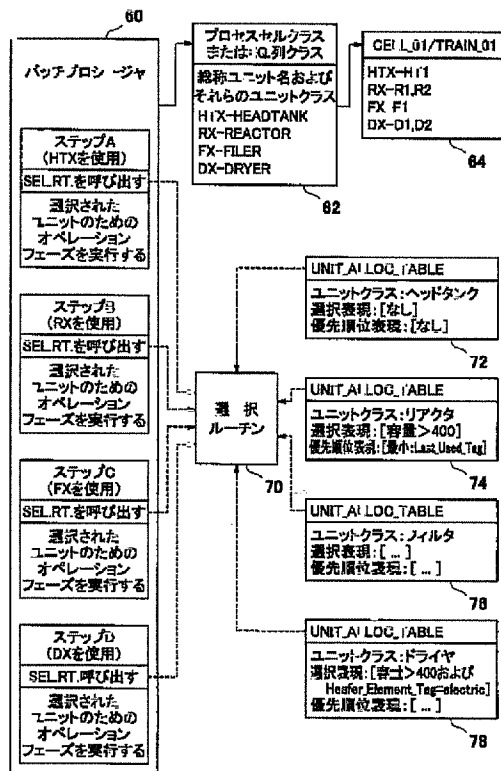 60
バッチプロシージャ
ステップA
(HTXを使用)
SEL.RT.を呼び出す
選択された
ユニットのための
オペレーション
フェーズを実行する
ステップB
(RXを使用)
SEL.RT.を呼び出す
選択された
ユニットのための
オペレーション
フェーズを実行する
ステップC
(FXを使用)
SEL.RT.を呼び出す
選択された
ユニットのための
オペレーション
フェーズを実行する
ステップD
(DXを使用)
SEL.RT.呼び出す
選択された
ユニットのための
オペレーション
フェーズを実行する
プロセスセルクラス
または
列クラス
総称ユニット名および
それらのユニットクラス
HTX-HEADTANK
RX-REACTOR
FX-FILER
DX-DRYER
62
CELL_01/TRAIN_01
HTX-HT1
RX-R1,R2
FX-F1
DX-D1,D2
64
選択
ルーチン
70
UNIT_ALLOC_TABLE
ユニットクラス:ヘッドタンク
選択表現:[なし]
優先順位表現:[なし]
72
UNIT_ALLOC_TABLE
ユニットクラス:リアクタ
選択表現:[容量>400]
優先順位表現:[最小:Last_Used_Tag]
74
UNIT_ALLOC_TABLE
ユニットクラス:フィルタ
選択表現:[...]
優先順位表現:[...]
76
UNIT_ALLOC_TABLE
ユニットクラス:ドライヤ
選択表現:[容量>400および
Heater_Element_Tag=electric]
優先順位表現:[...]
78